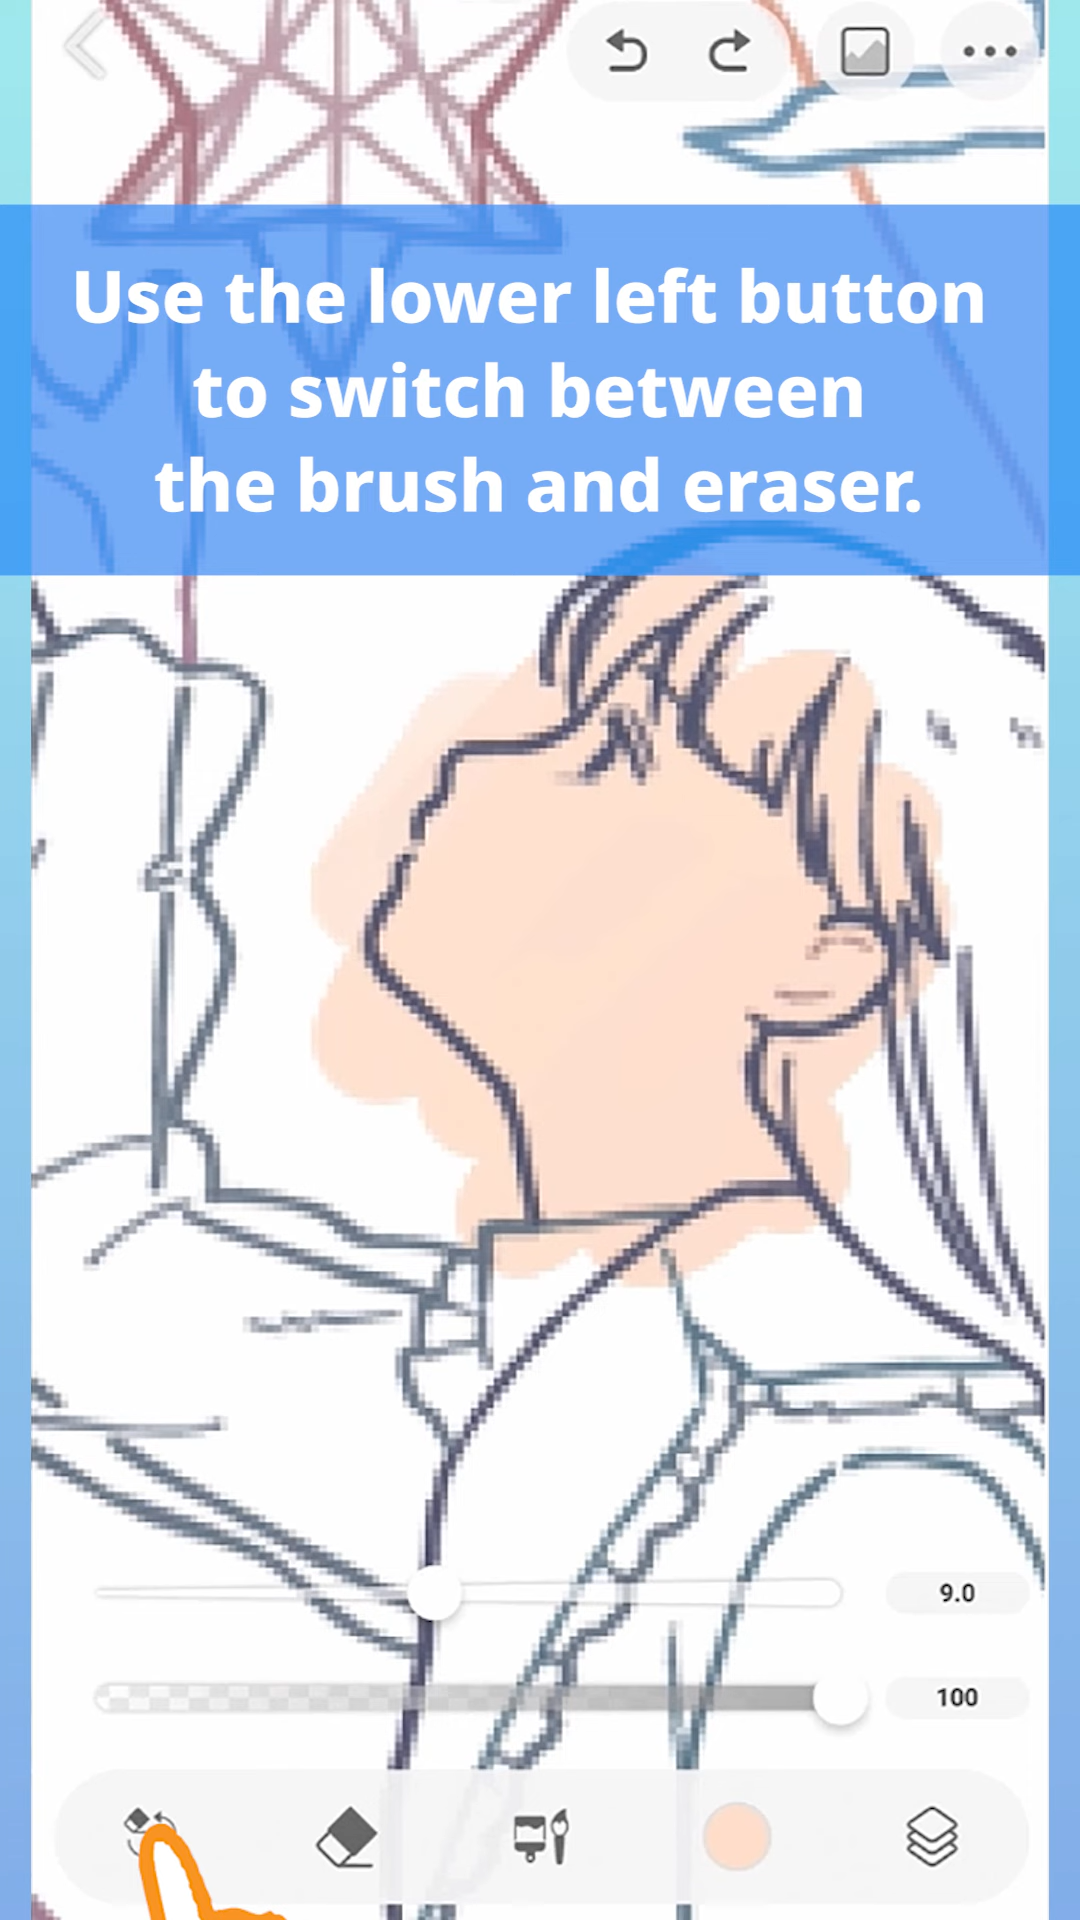 Use the lower left button
to switch between
the brush and eraser.
9.0
100